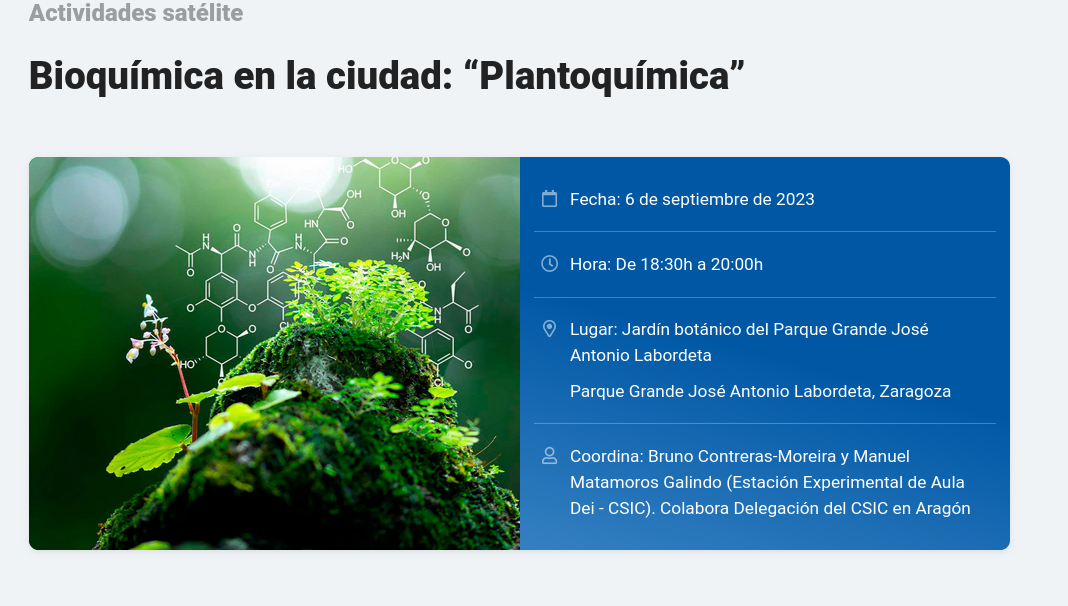 Actividades satélite
Bioquímica en la ciudad: “Plantoquímica”
Fecha: 6 de septiembre de 2023
Hora: De 18:30h a 20:00h
Lugar: Jardín botánico del Parque Grande José
Antonio Labordeta
Parque Grande José Antonio Labordeta, Zaragoza
Coordina: Bruno Contreras-Moreira y Manuel
Matamoros Galindo (Estación Experimental de Aula
Dei - CSIC). Colabora Delegación del CSIC en Aragón